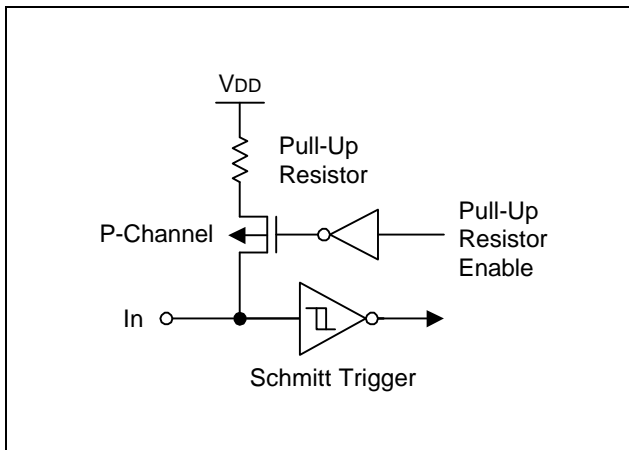 VDD
Pull-Up
Resistor
P-Channel
Pull-Up
Resistor
Enable
In
Schmitt Trigger